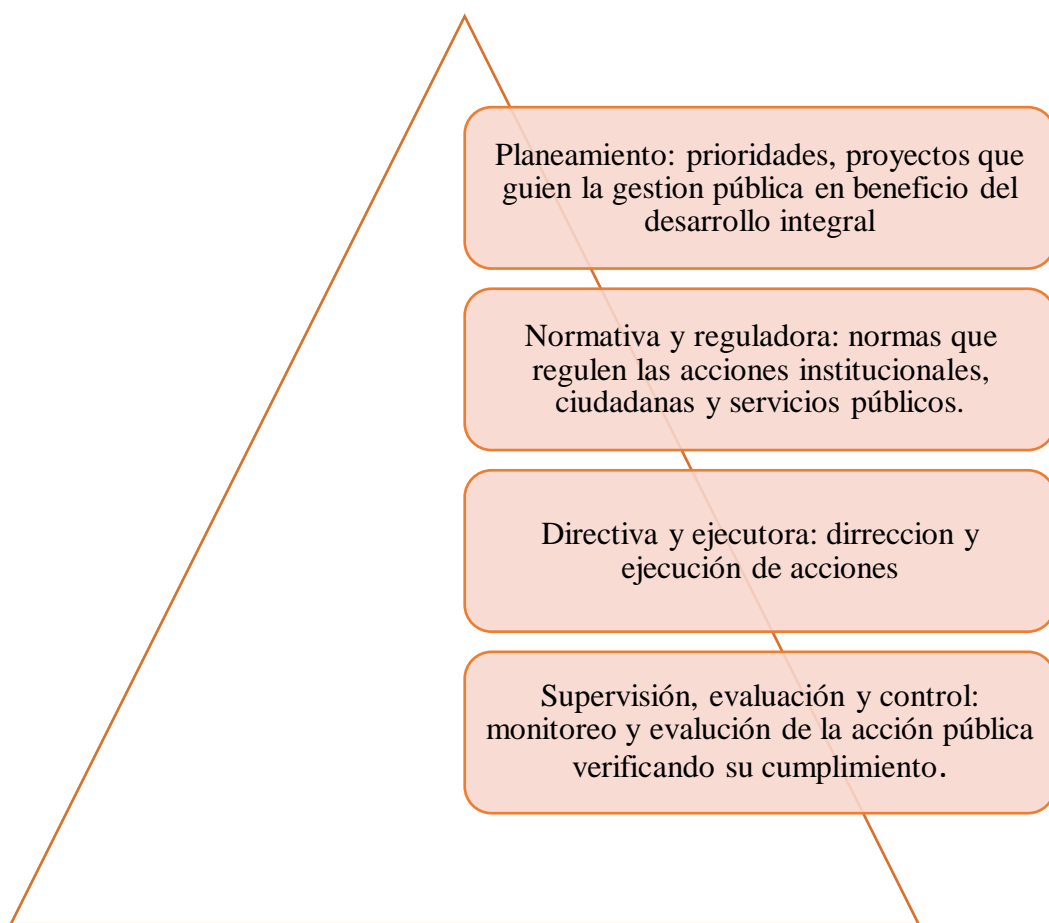 Planeamiento: prioridades, proyectos que
guien la gestion pública en beneficio del
desarrollo integral
Normativa y reguladora: normas que
regulen las acciones institucionales,
ciudadanas y servicios públicos.
Directiva y ejecutora: dirreccion y
ejecución de acciones
Supervisión, evaluación y control:
monitoreo y evalución de la acción pública
verificando su cumplimiento.